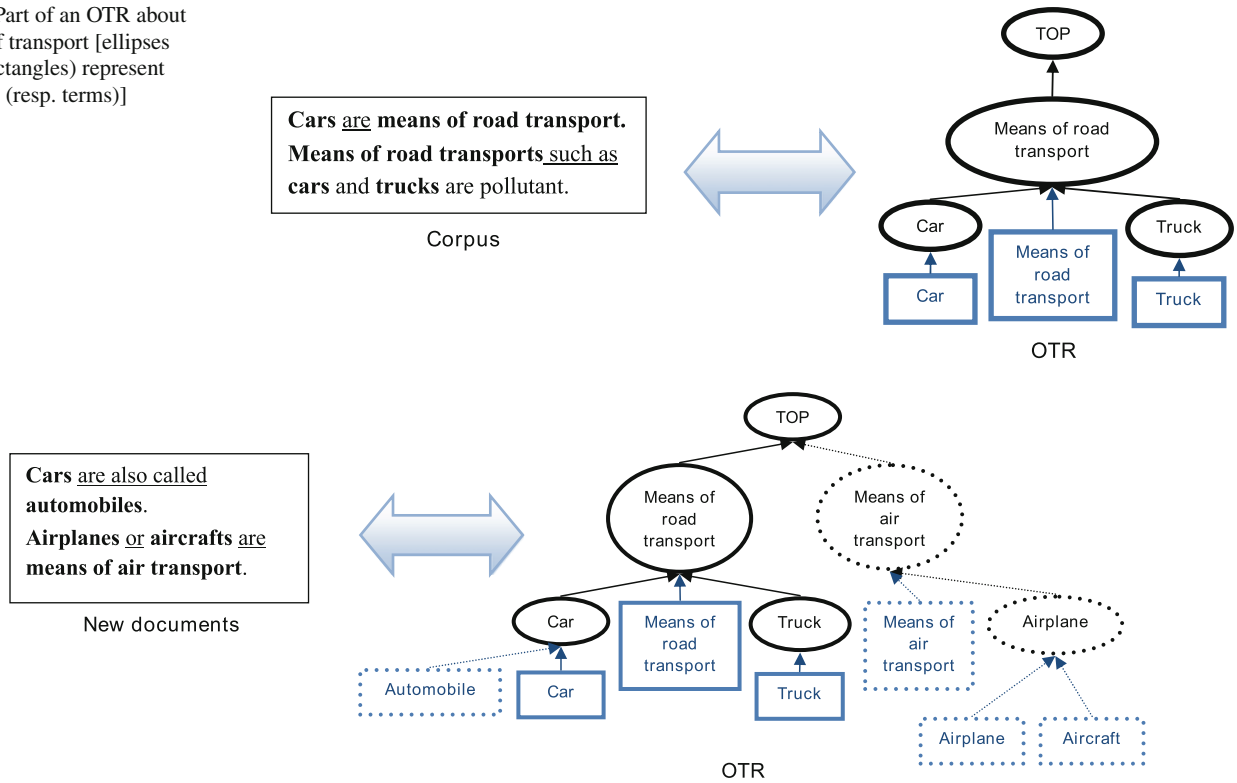 Part of an OTR about
f transport [ellipses
ctangles) represent
(resp. terms)]
TOP
Means of road
transport
Cars are means of road transport.
Means of road transports such as
cars and trucks are pollutant.
Corpus
Car
Means of
road
transport
Truck
Car
Truck
OTR
TOP
Cars are also called
automobiles.
Airplanes or aircrafts are
means of air transport.
New documents
Means of
road
transport
Means of
air
transport
Car
Means of
road
transport
Truck
Means of
air
transport
Airplane
Automobile
Car
Truck
Airplane
Aircraft
OTR